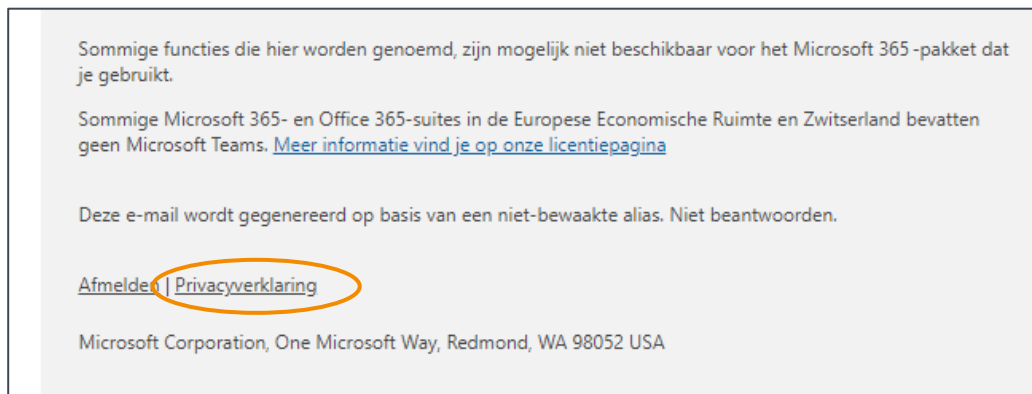 Sommige functies die hier worden genoemd, zijn mogelijk niet beschikbaar voor het Microsoft 365-pakket dat
je gebruikt.
Sommige Microsoft 365- en Office 365-suites in de Europese Economische Ruimte en Zwitserland bevatten
geen Microsoft Teams. Meer informatie vind je op onze licentiepagina
Deze e-mail wordt gegenereerd op basis van een niet-bewaakte alias. Niet beantwoorden.
Afmelden | Privacyverklaring
Microsoft Corporation, One Microsoft Way, Redmond, WA 98052 USA